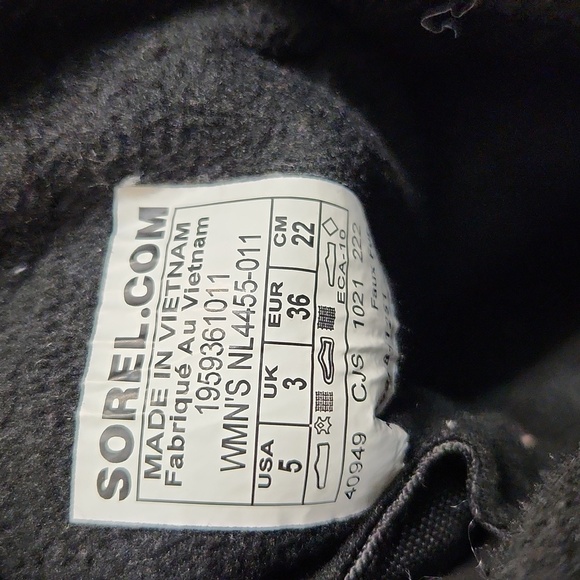 SOREL.COM
MADE IN VIETNAM
Fabriqué Au Vietnam
1959361011
WMN'S NL4455-011
USA UK EUR CM
5 3 36 22
ECA-10
40949 CJS 1021 222
Faux